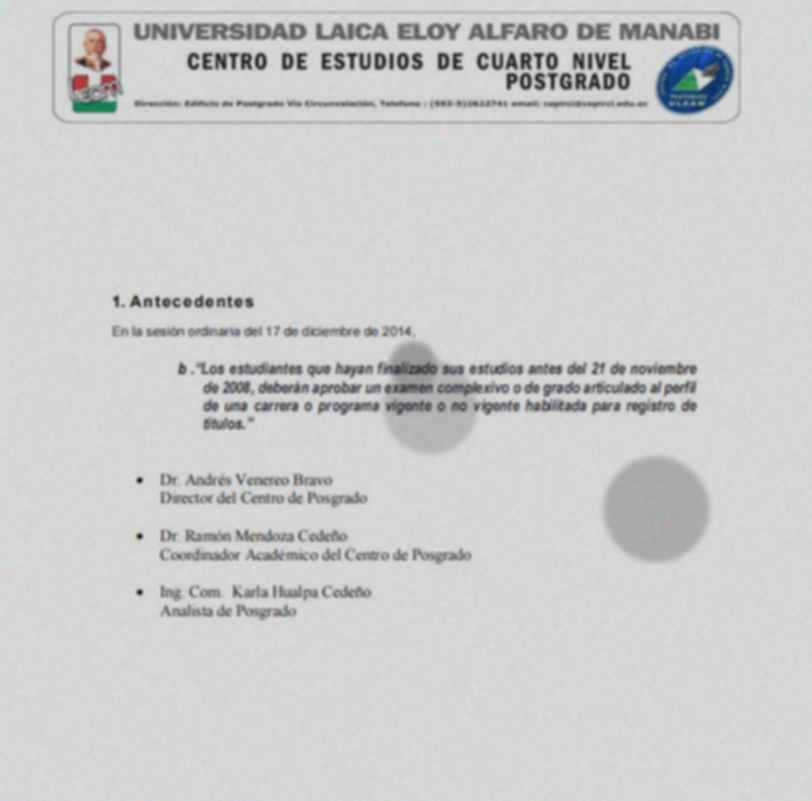 UNIVERSIDAD LAICA ELOY ALFARO DE MANABI
CENTRO DE ESTUDIOS DE CUARTO NIVEL
POSTGRADO
Dirección: Edificio de Postgrado Via Circunvalación, Telefono : (593-5)2622741 email: cepirci@cepirci.edu.ec
1. Antecedentes
En la sesión ordinaria del 17 de diciembre de 2014,
b ."Los estudiantes que hayan finalizado sus estudios antes del 21 de noviembre
de 2008, deberán aprobar un examen complexivo o de grado articulado al perfil
de una carrera o programa vigente o no vigente habilitada para registro de
títulos."
• Dr. Andrés Venereo Bravo
Director del Centro de Posgrado
• Dr. Ramón Mendoza Cedeño
Coordinador Académico del Centro de Posgrado
• Ing. Com. Karla Hualpa Cedeño
Analista de Posgrado